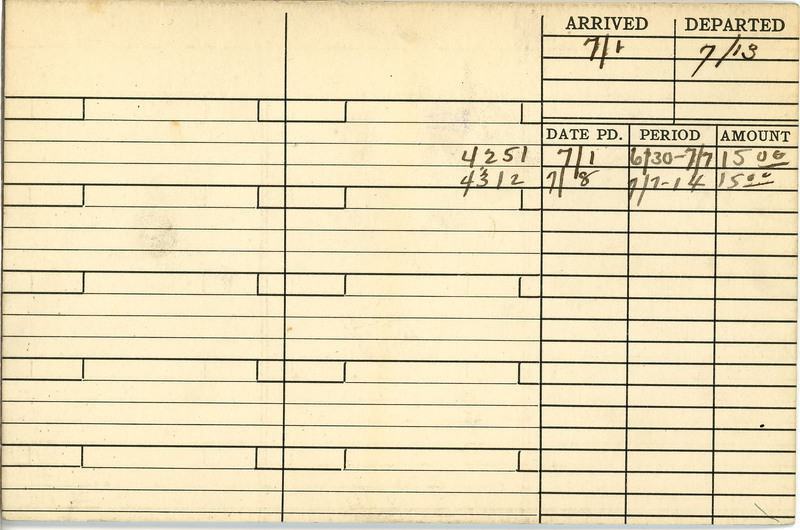 ARRIVED DEPARTED
7/1 7/13
DATE PD. PERIOD AMOUNT
4251 7/1 6/30-7/7 15 00
4312 7/8 7/7-14 15 00